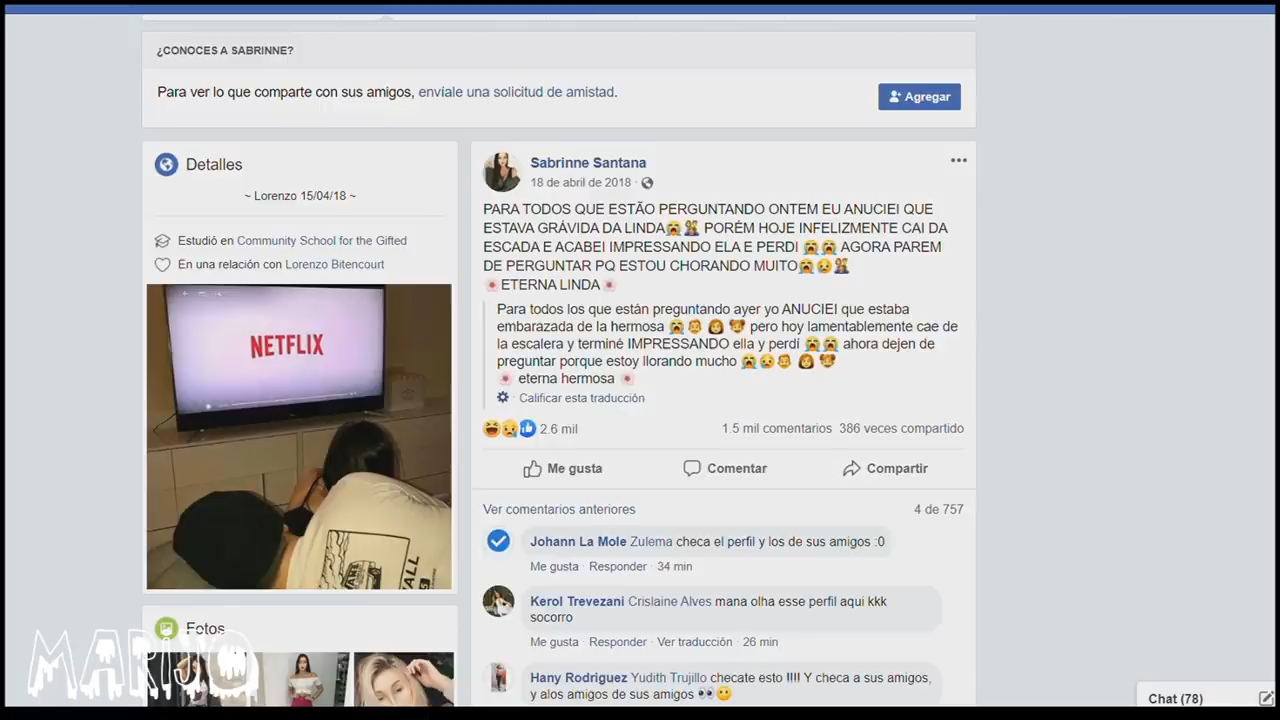 ¿CONOCES A SABRINNE?
Para ver lo que comparte con sus amigos, envíale una solicitud de amistad.
Agregar
Detalles
~ Lorenzo 15/04/18 ~
Estudió en Community School for the Gifted
En una relación con Lorenzo Bitencourt
NETFLIX
VANS
Fotos
MARIJO
Sabrinne Santana
18 de abril de 2018 ·
PARA TODOS QUE ESTÃO PERGUNTANDO ONTEM EU ANUCIEI QUE
ESTAVA GRÁVIDA DA LINDA😭👩‍👧 PORÉM HOJE INFELIZMENTE CAI DA
ESCADA E ACABEI IMPRESSANDO ELA E PERDI 😭😭 AGORA PAREM
DE PERGUNTAR PQ ESTOU CHORANDO MUITO😭😥👩‍👧
🌸ETERNA LINDA🌸
Para todos los que están preguntando ayer yo ANUCIEI que estaba
embarazada de la hermosa 😭👨 👩 👧 pero hoy lamentablemente cae de
la escalera y terminé IMPRESSANDO ella y perdí 😭😭 ahora dejen de
preguntar porque estoy llorando mucho 😭😥👨 👩 👧
🌸 eterna hermosa 🌸
· Calificar esta traducción
2.6 mil
1.5 mil comentarios 386 veces compartido
Me gusta
Comentar
Compartir
Ver comentarios anteriores
4 de 757
Johann La Mole Zulema checa el perfil y los de sus amigos :0
Me gusta · Responder · 34 min
Kerol Trevezani Crislaine Alves mana olha esse perfil aqui kkk
socorro
Me gusta · Responder · Ver traducción · 26 min
Hany Rodriguez Yudith Trujillo checate esto !!!! Y checa a sus amigos,
y alos amigos de sus amigos 👀😶
Chat (78)